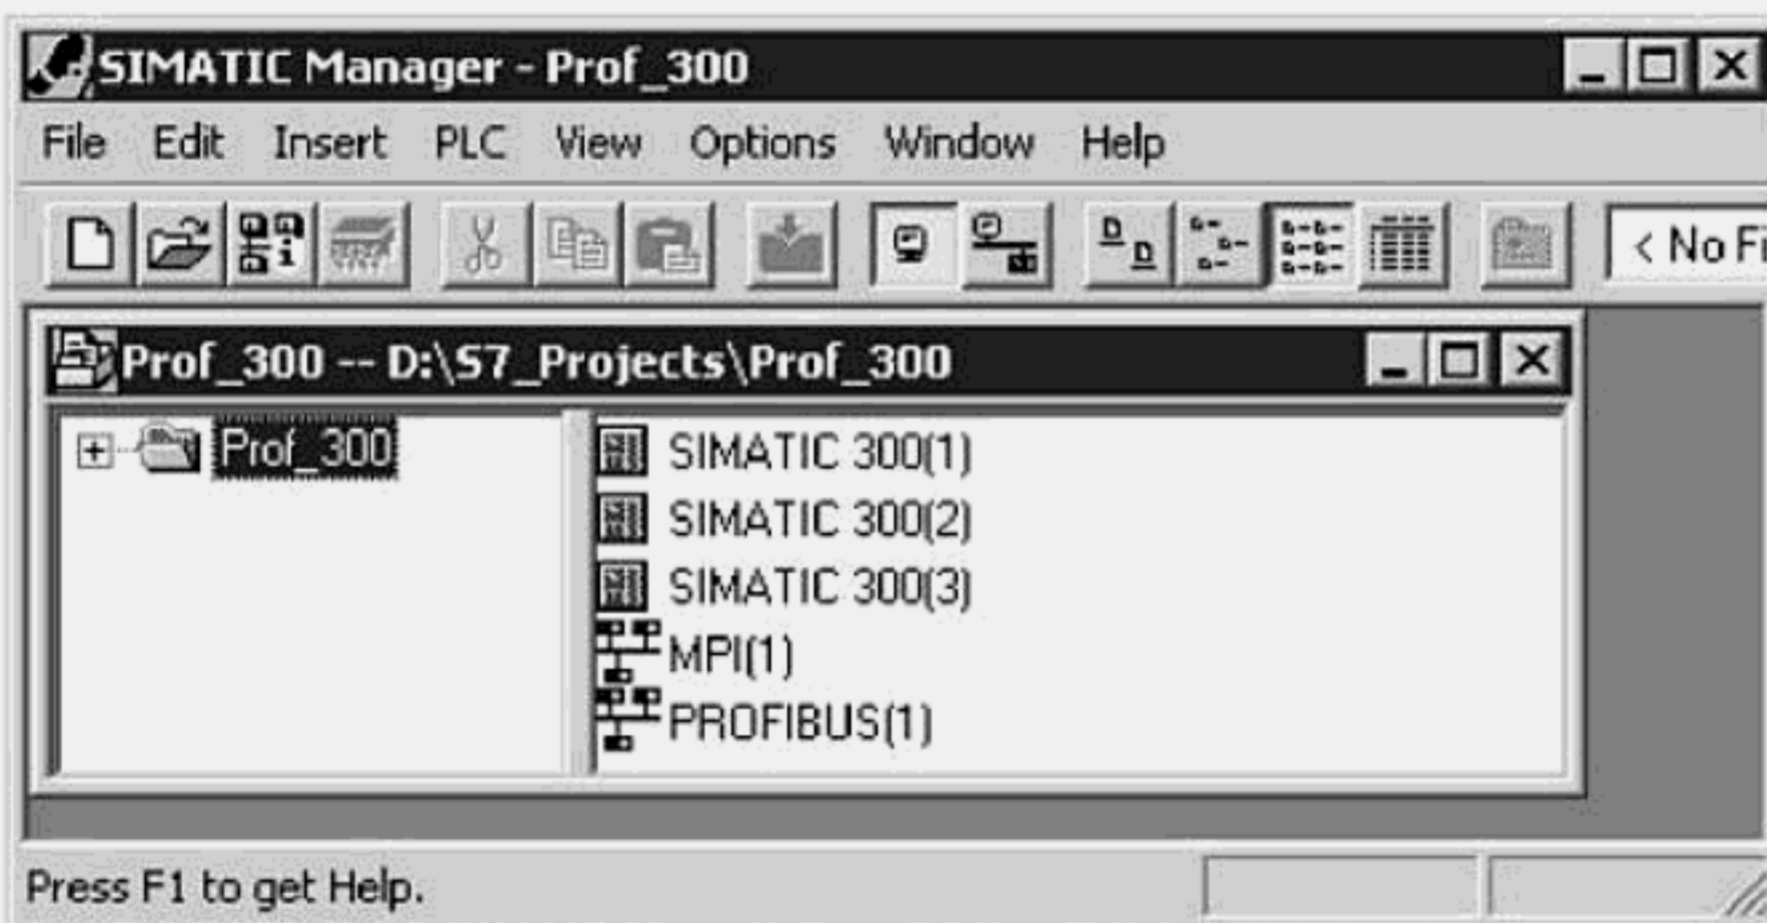 SIMATIC Manager - Prof_300
File Edit Insert PLC View Options Window Help
< No Fi
Prof_300 -- D:\S7_Projects\Prof_300
Prof_300
SIMATIC 300(1)
SIMATIC 300(2)
SIMATIC 300(3)
MPI(1)
PROFIBUS(1)
Press F1 to get Help.